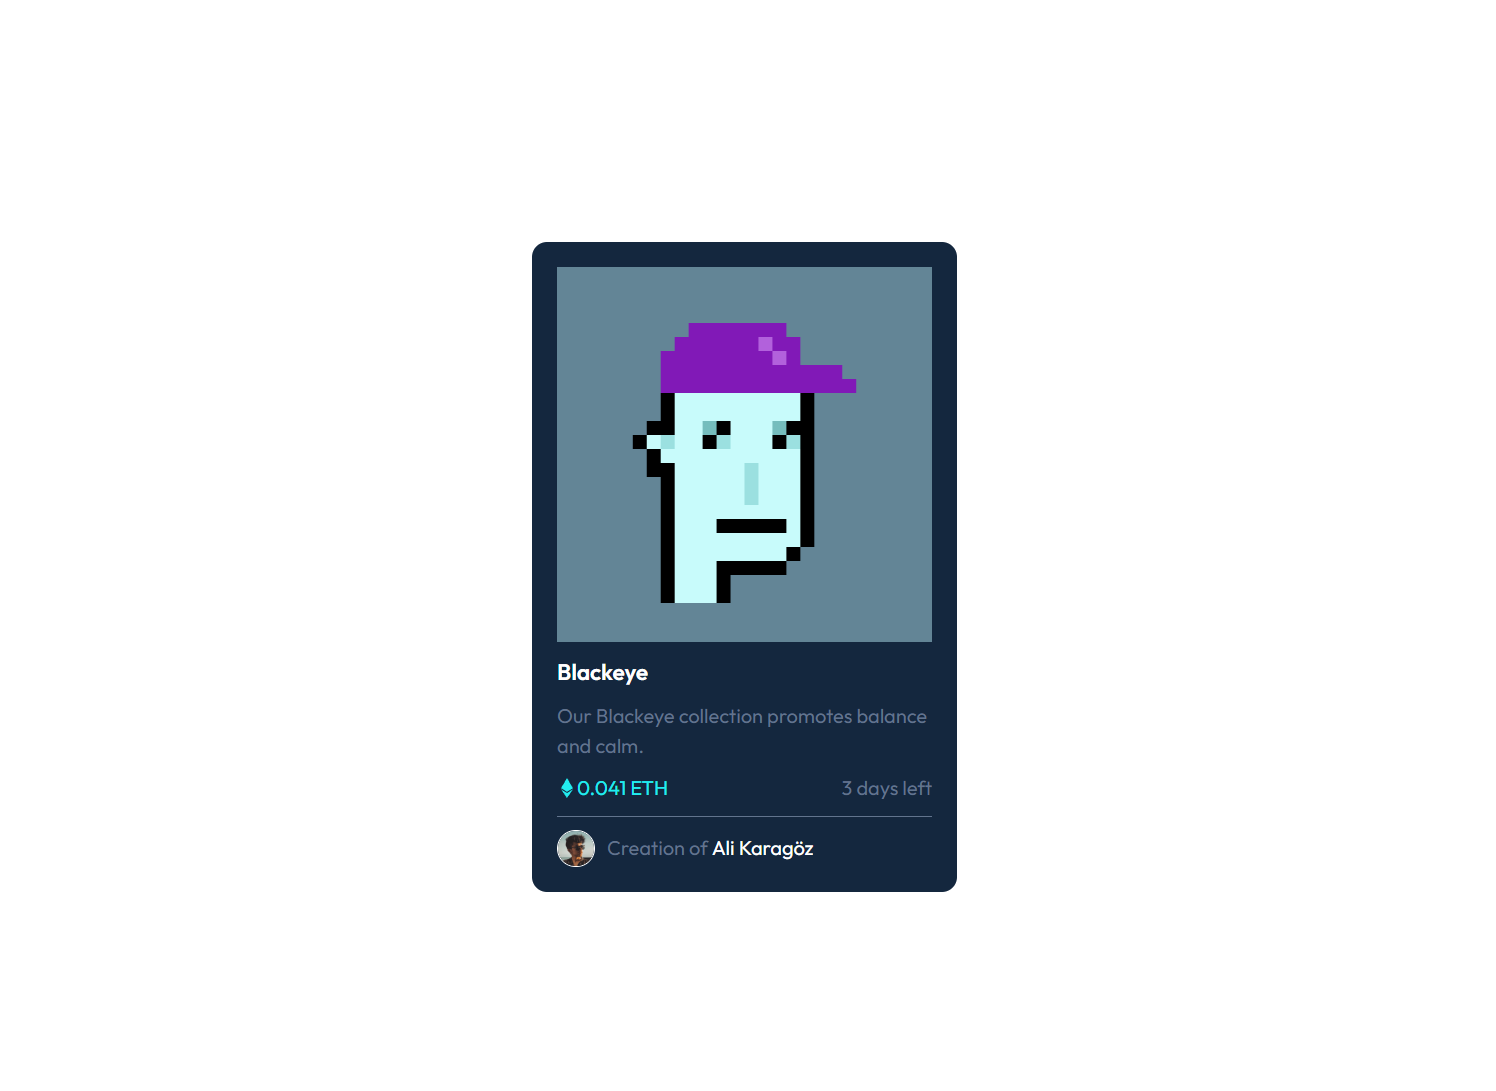 Blackeye
Our Blackeye collection promotes balance
and calm.
0.041 ETH
3 days left
Creation of Ali Karagöz